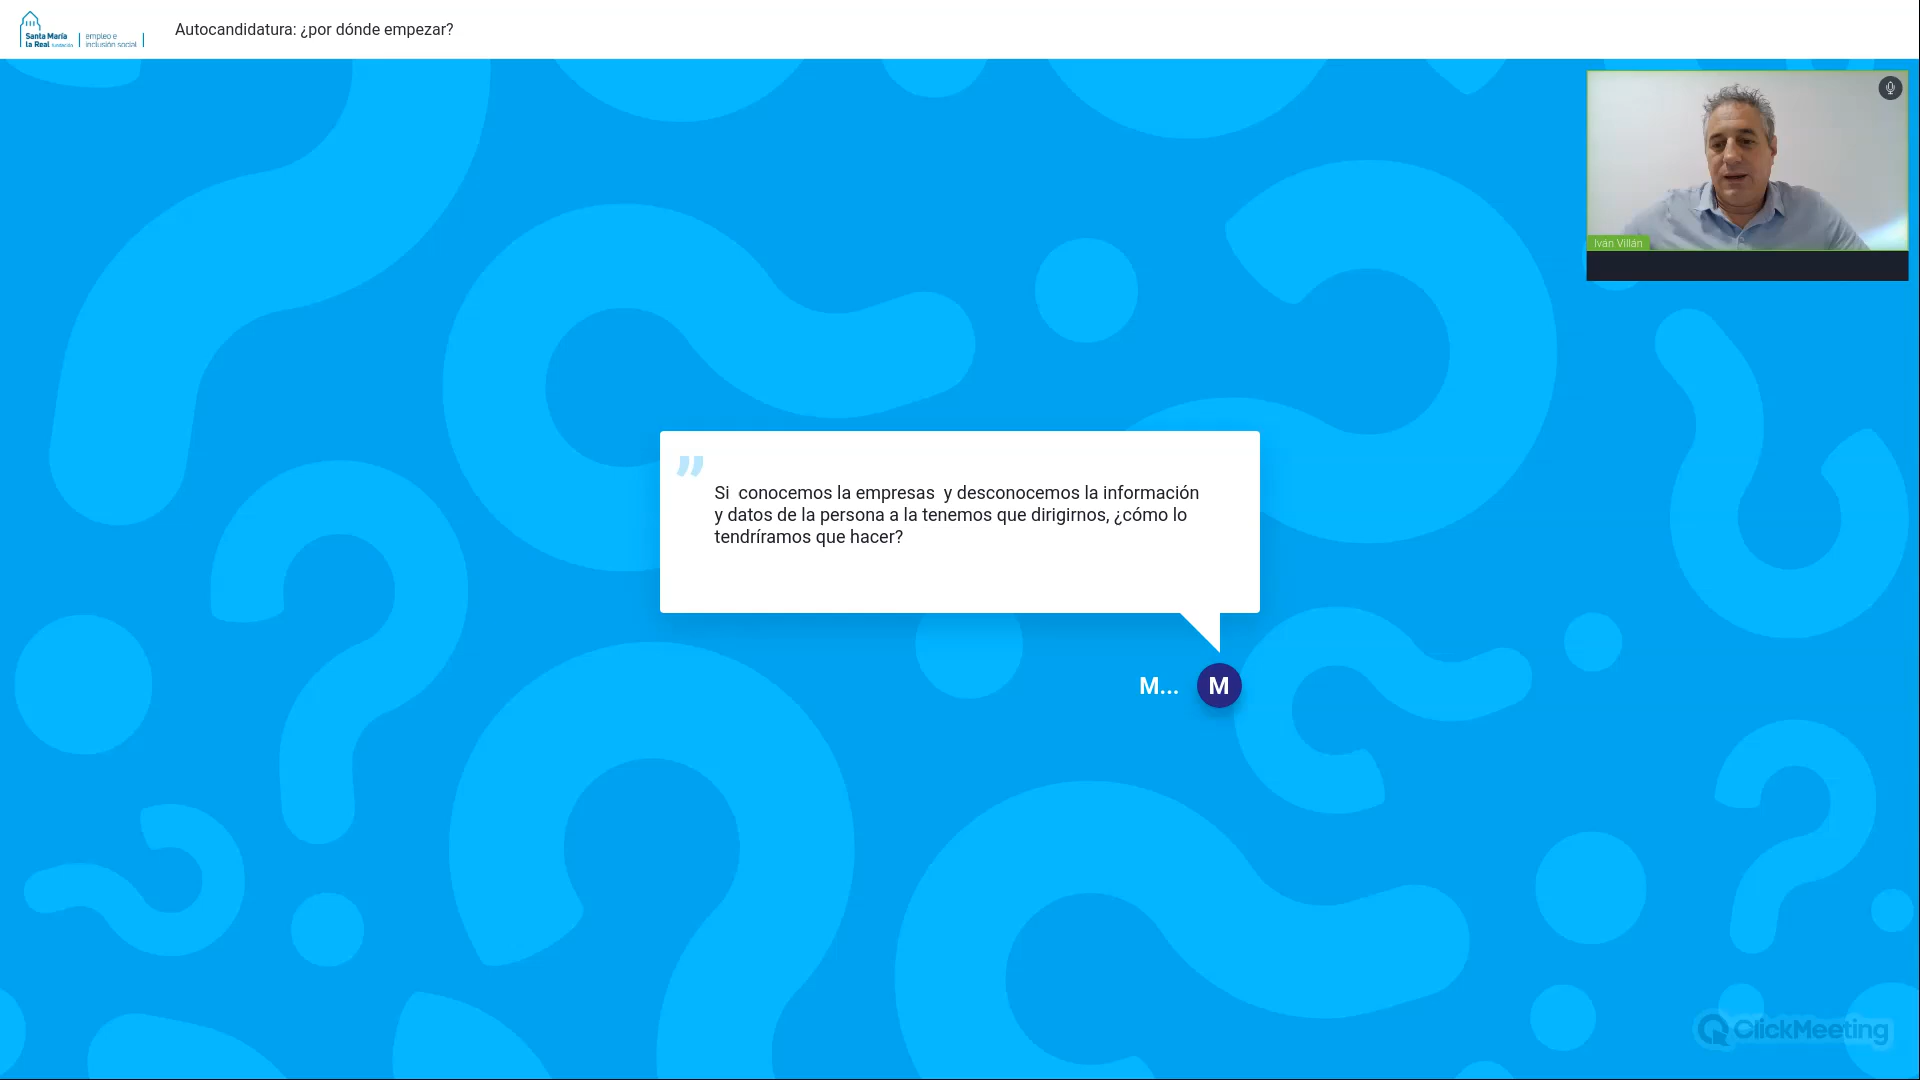 Santa María
la Real fundación
empleo e
inclusión social
Autocandidatura: ¿por dónde empezar?
Iván Villán
”
Si  conocemos la empresas  y desconocemos la información
y datos de la persona a la tenemos que dirigirnos, ¿cómo lo
tendríramos que hacer?
M...
M
ClickMeeting